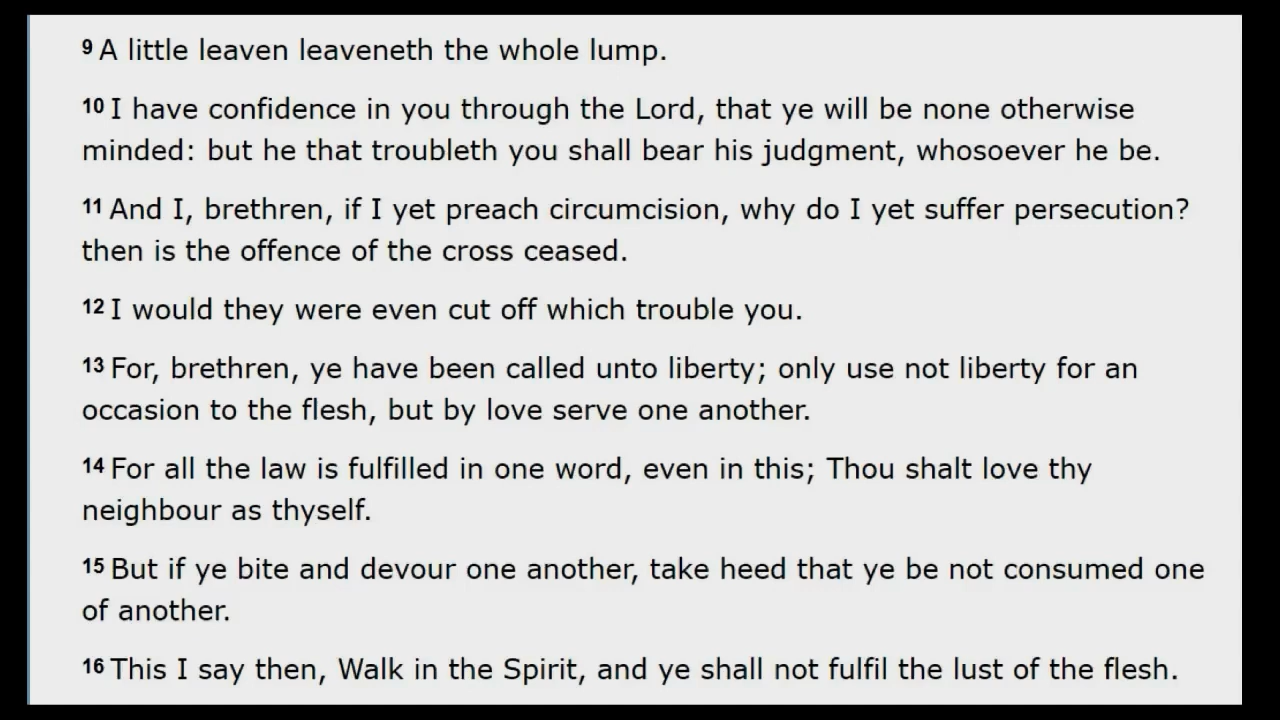 9 A little leaven leaveneth the whole lump.
10 I have confidence in you through the Lord, that ye will be none otherwise
minded: but he that troubleth you shall bear his judgment, whosoever he be.
11 And I, brethren, if I yet preach circumcision, why do I yet suffer persecution?
then is the offence of the cross ceased.
12 I would they were even cut off which trouble you.
13 For, brethren, ye have been called unto liberty; only use not liberty for an
occasion to the flesh, but by love serve one another.
14 For all the law is fulfilled in one word, even in this; Thou shalt love thy
neighbour as thyself.
15 But if ye bite and devour one another, take heed that ye be not consumed one
of another.
16 This I say then, Walk in the Spirit, and ye shall not fulfil the lust of the flesh.